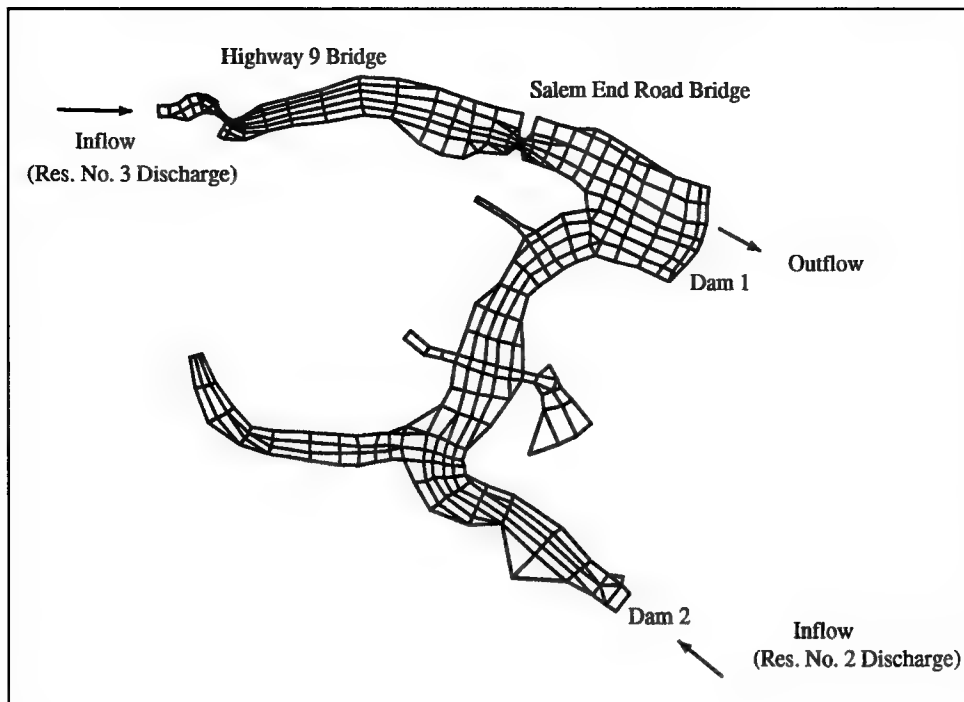 Highway 9 Bridge
Salem End Road Bridge
Inflow
(Res. No. 3 Discharge)
Outflow
Dam 1
Dam 2
Inflow
(Res. No. 2 Discharge)